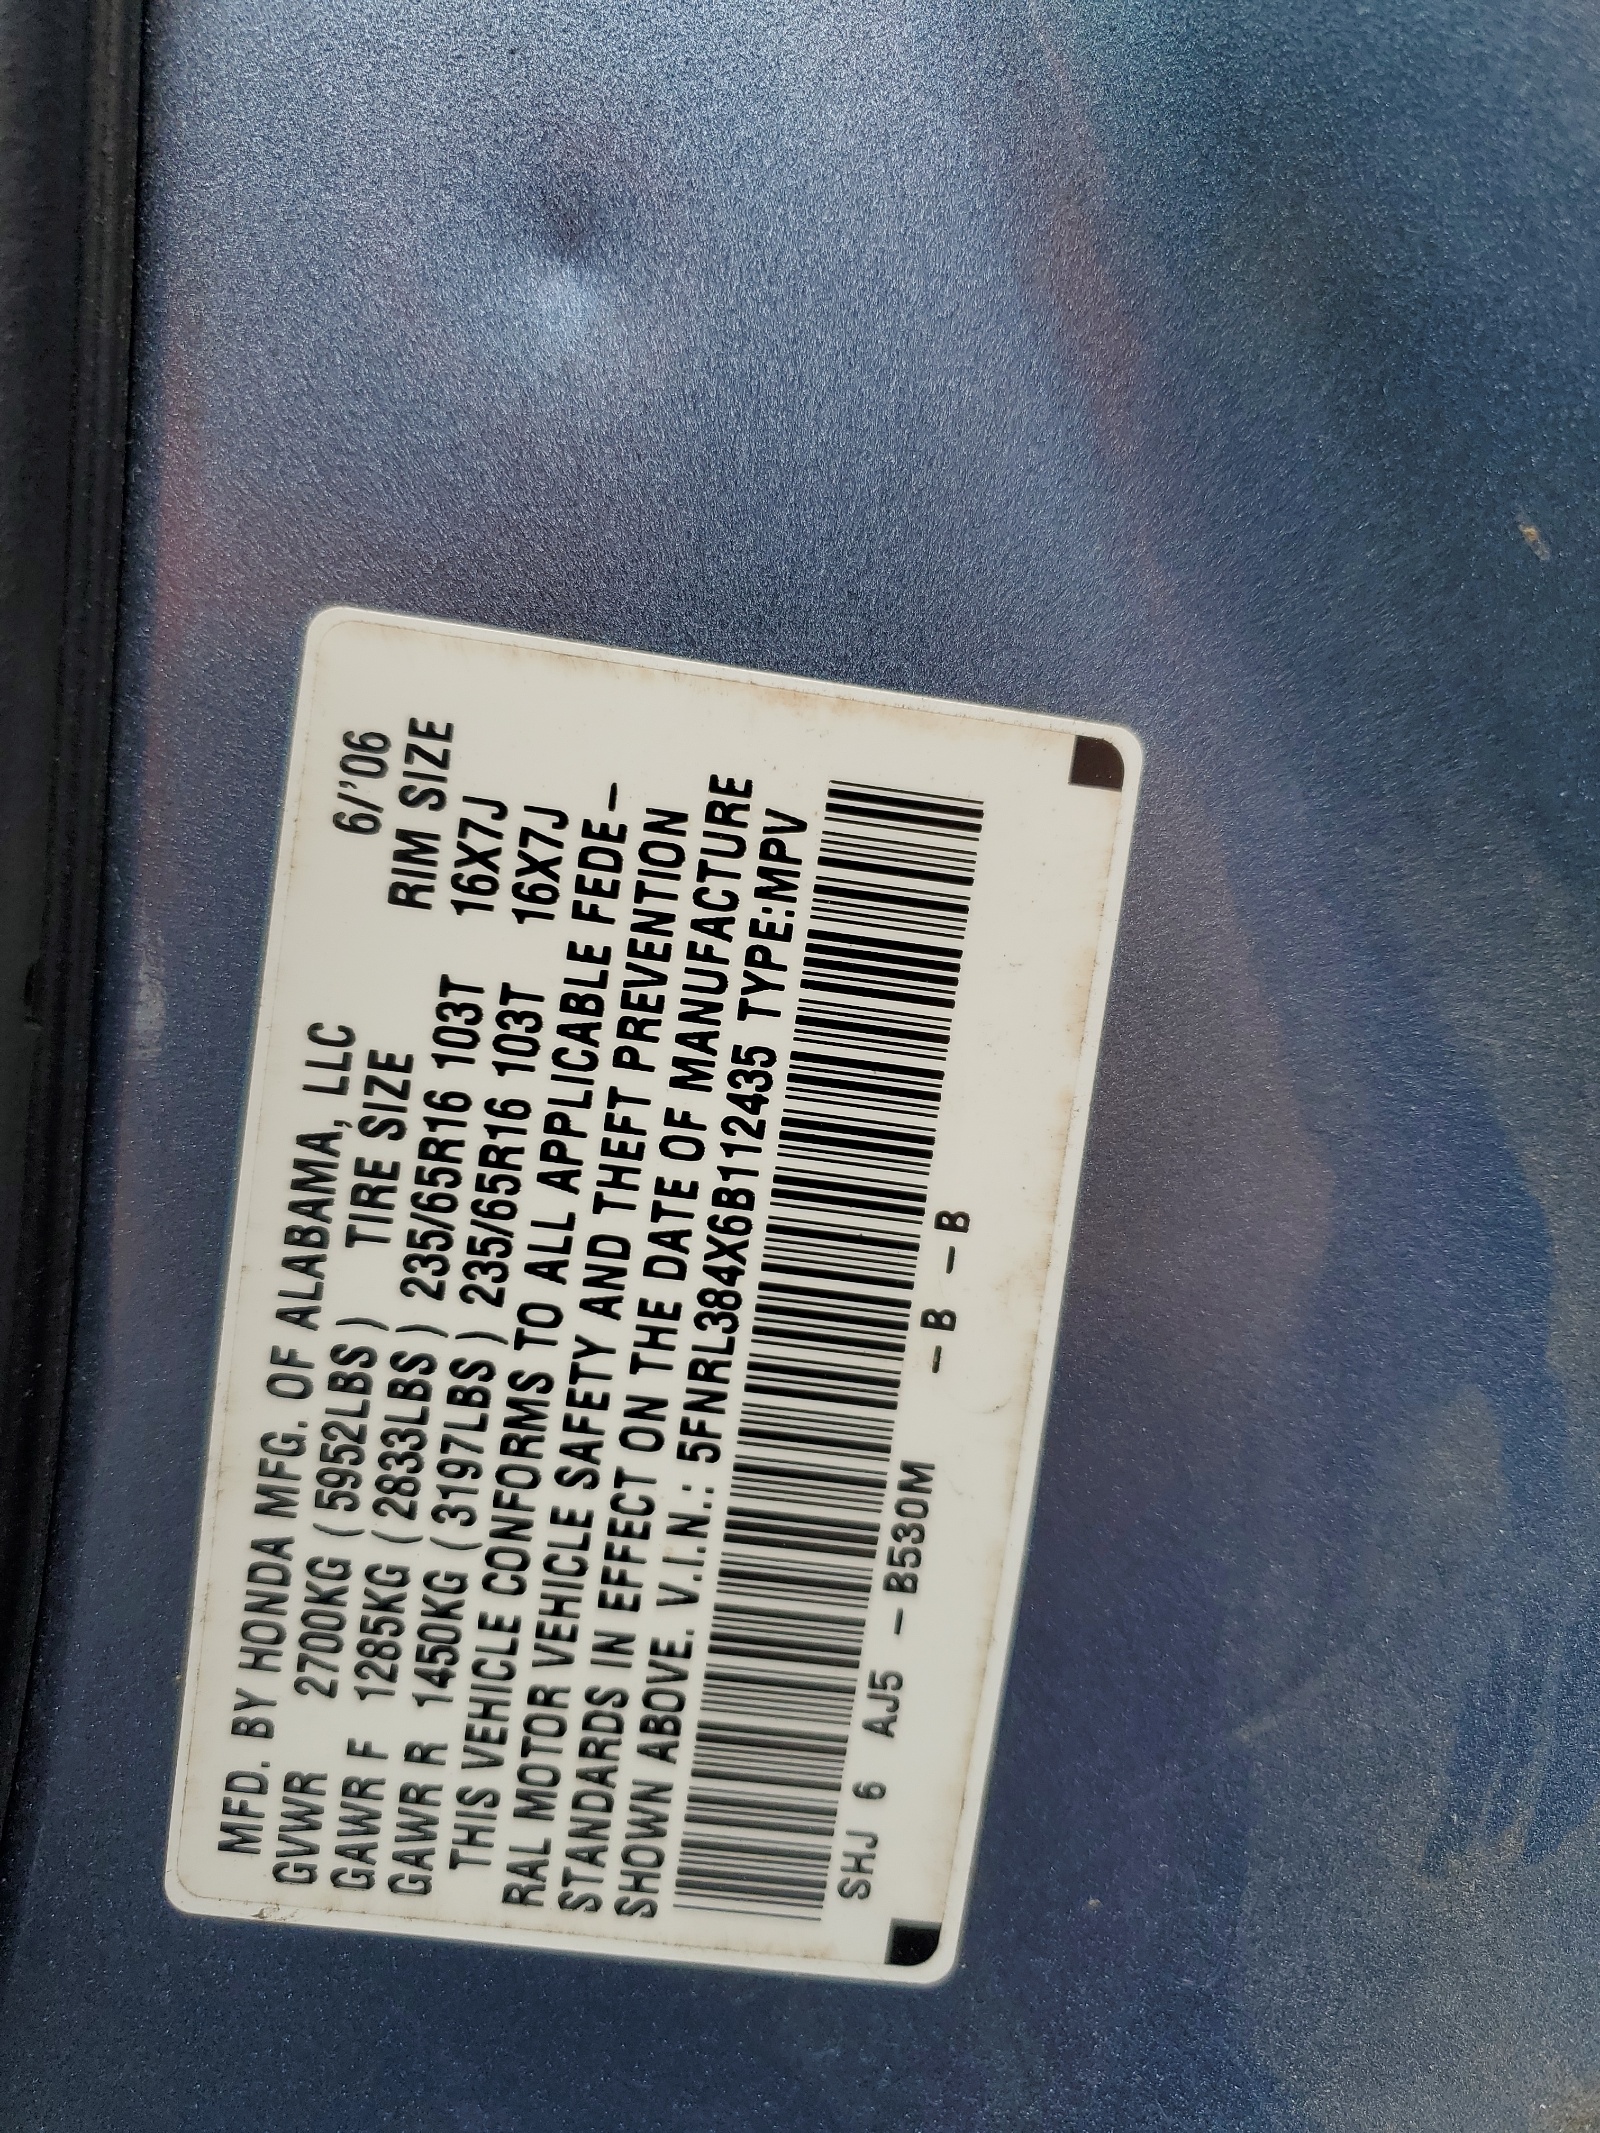 MFD. BY HONDA MFG. OF ALABAMA, LLC 6/'06
GVWR 2700KG (5952LBS) TIRE SIZE RIM SIZE
GAWR F 1285KG (2833LBS) 235/65R16 103T 16X7J
GAWR R 1450KG (3197LBS) 235/65R16 103T 16X7J
THIS VEHICLE CONFORMS TO ALL APPLICABLE FEDE-
RAL MOTOR VEHICLE SAFETY AND THEFT PREVENTION
STANDARDS IN EFFECT ON THE DATE OF MANUFACTURE
SHOWN ABOVE. V.I.N.: 5FNRL384X6B112435 TYPE:MPV
SHJ 6 AJ5 -B530M -B -B